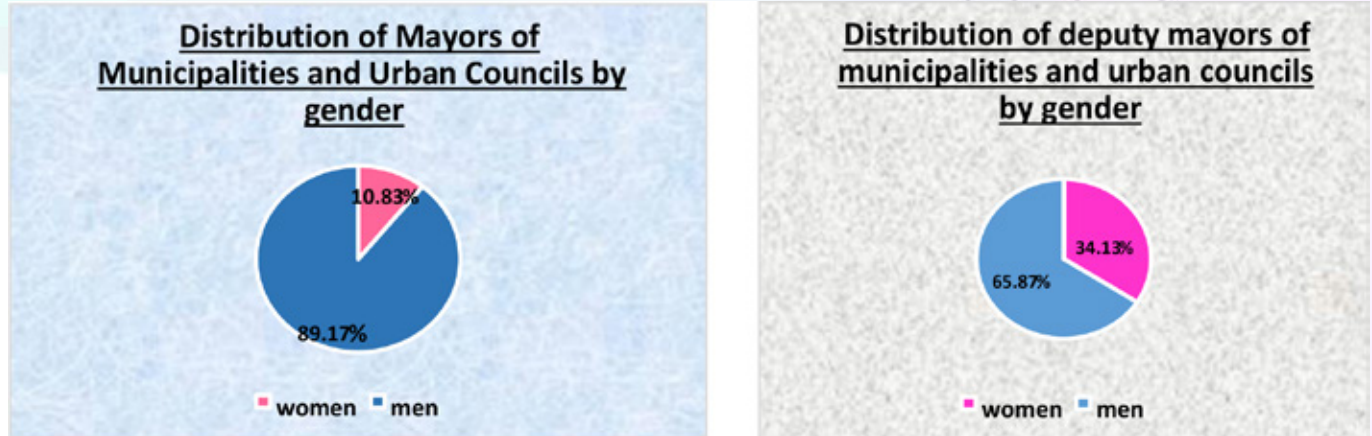 Distribution of Mayors of
Municipalities and Urban Councils by
gender
10.83%
89.17%
women men
Distribution of deputy mayors of
municipalities and urban councils
by gender
34.13%
65.87%
women men